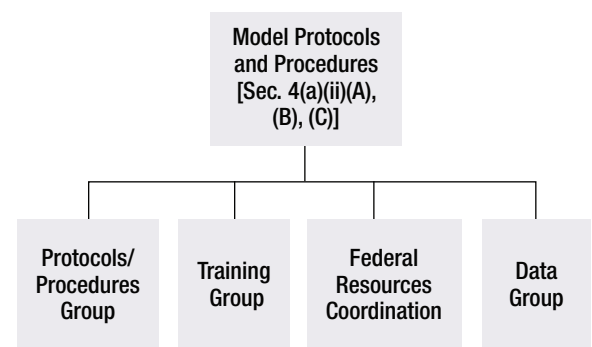 Model Protocols
and Procedures
[Sec. 4(a)(ii)(A),
(B), (C)]
Protocols/
Procedures
Group
Training
Group
Federal
Resources
Coordination
Data
Group